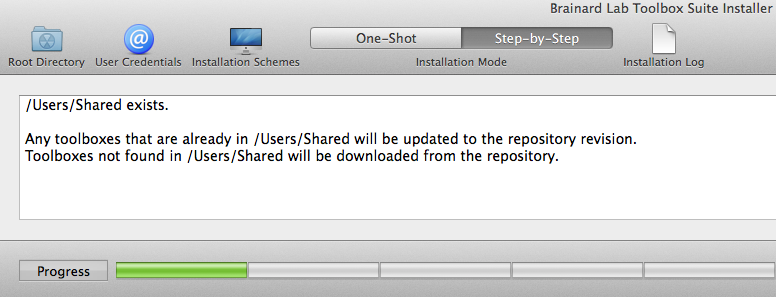 Brainard Lab Toolbox Suite Installer
One-Shot
Step-by-Step
Root Directory
User Credentials
Installation Schemes
Installation Mode
Installation Log
/Users/Shared exists.
Any toolboxes that are already in /Users/Shared will be updated to the repository revision.
Toolboxes not found in /Users/Shared will be downloaded from the repository.
Progress